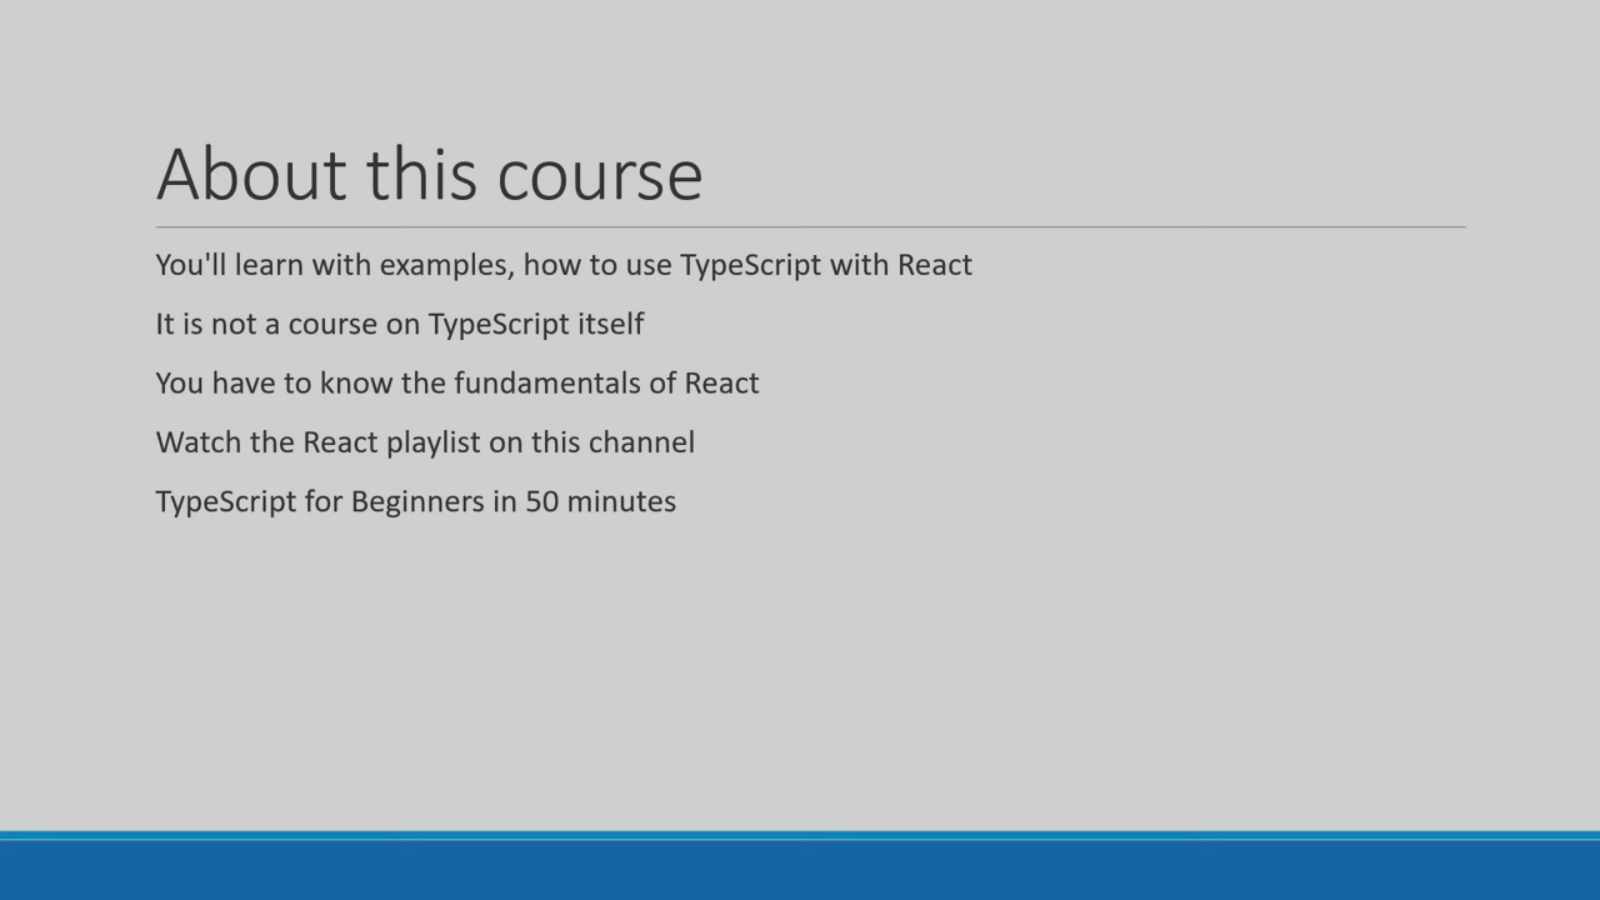 About this course
You'll learn with examples, how to use TypeScript with React
It is not a course on TypeScript itself
You have to know the fundamentals of React
Watch the React playlist on this channel
TypeScript for Beginners in 50 minutes